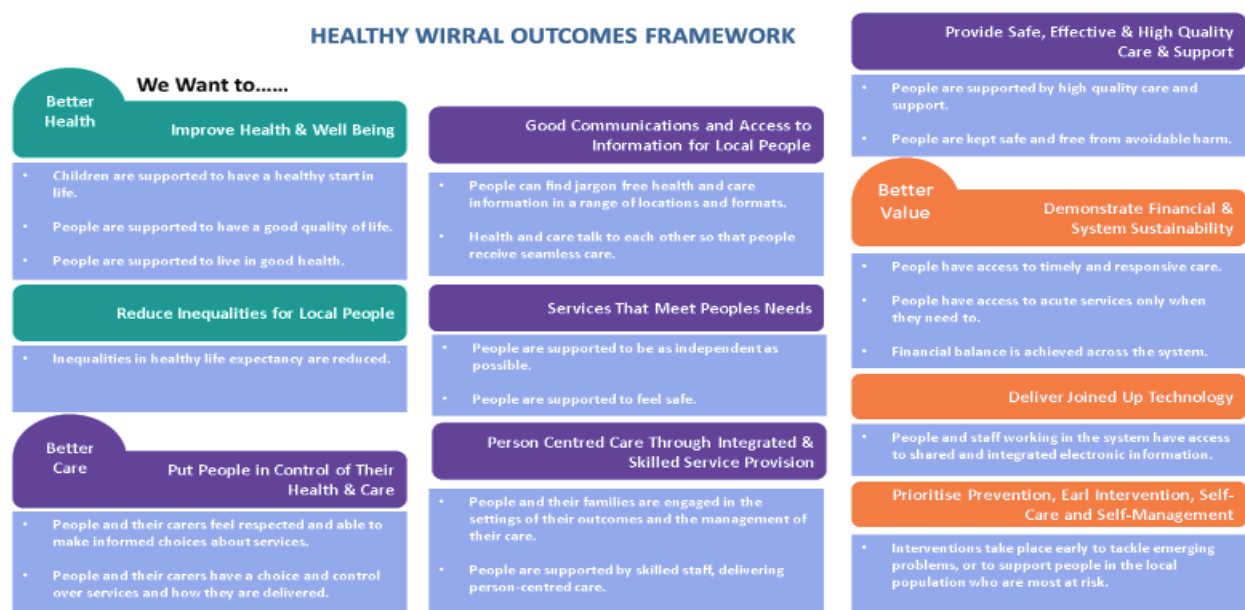 HEALTHY WIRRAL OUTCOMES FRAMEWORK
We Want to......
Better
Health
Improve Health & Well Being
• Children are supported to have a healthy start in
life.
• People are supported to have a good quality of life.
• People are supported to live in good health.
Reduce Inequalities for Local People
• Inequalities in healthy life expectancy are reduced.
Better
Care
Put People in Control of Their
Health & Care
• People and their carers feel respected and able to
make informed choices about services.
• People and their carers have a choice and control
over services and how they are delivered.
Good Communications and Access to
Information for Local People
• People can find jargon free health and care
information in a range of locations and formats.
• Health and care talk to each other so that people
receive seamless care.
Services That Meet Peoples Needs
• People are supported to be as independent as
possible.
• People are supported to feel safe.
Person Centred Care Through Integrated &
Skilled Service Provision
• People and their families are engaged in the
settings of their outcomes and the management of
their care.
• People are supported by skilled staff, delivering
person-centred care.
Provide Safe, Effective & High Quality
Care & Support
• People are supported by high quality care and
support.
• People are kept safe and free from avoidable harm.
Better
Value
Demonstrate Financial &
System Sustainability
• People have access to timely and responsive care.
• People have access to acute services only when
they need to.
• Financial balance is achieved across the system.
Deliver Joined Up Technology
• People and staff working in the system have access
to shared and integrated electronic information.
Prioritise Prevention, Earl Intervention, Self-
Care and Self-Management
• Interventions take place early to tackle emerging
problems, or to support people in the local
population who are most at risk.